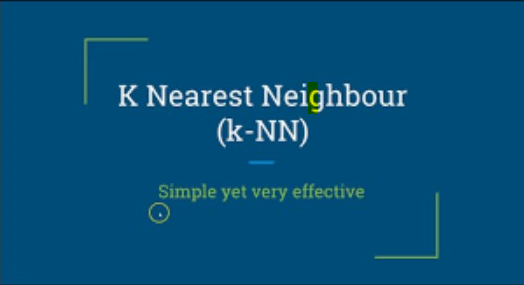 K Nearest Neighbour
(k-NN)
Simple yet very effective